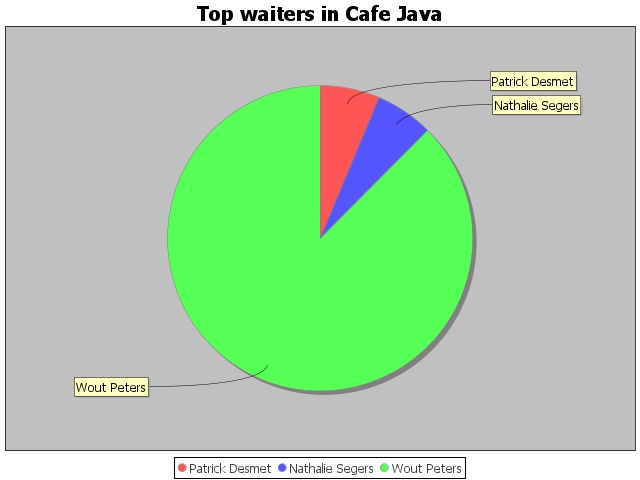 Top waiters in Cafe Java
Patrick Desmet
Nathalie Segers
Wout Peters
Patrick Desmet Nathalie Segers Wout Peters